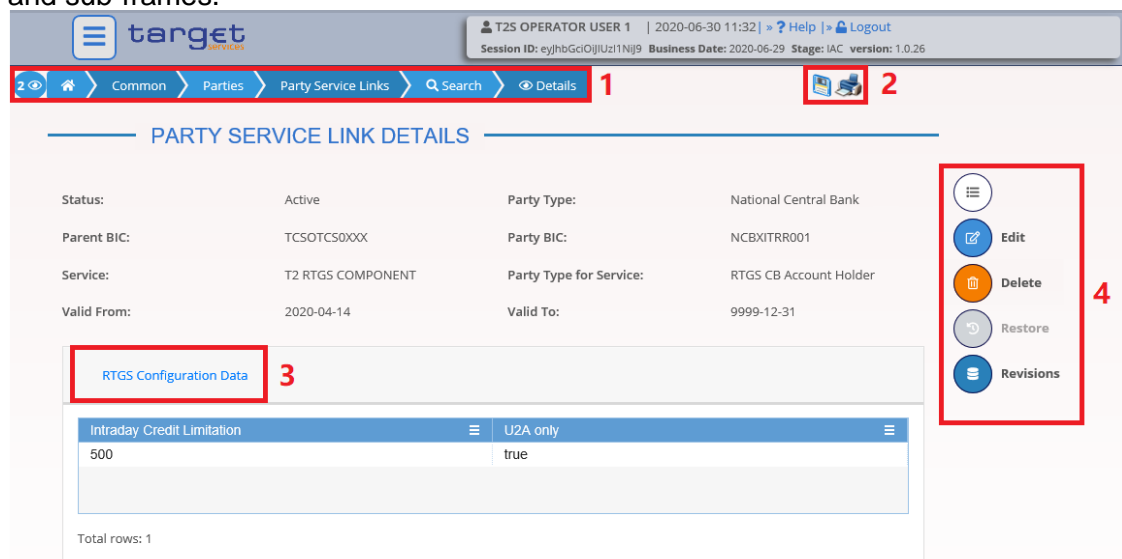 and sub-frames.
target
services
T2S OPERATOR USER 1 | 2020-06-30 11:32| » ? Help |» Logout
Session ID: eyJhbGciOiJIUzI1NiJ9 Business Date: 2020-06-29 Stage: IAC version: 1.0.26
2 Common Parties Party Service Links Search Details 1 2
PARTY SERVICE LINK DETAILS
Status: Active Party Type: National Central Bank
Parent BIC: TCSOTCS0XXX Party BIC: NCBXITRR001 Edit
Service: T2 RTGS COMPONENT Party Type for Service: RTGS CB Account Holder Delete
4
Valid From: 2020-04-14 Valid To: 9999-12-31 Restore
RTGS Configuration Data 3 Revisions
Intraday Credit Limitation U2A only
500 true
Total rows: 1